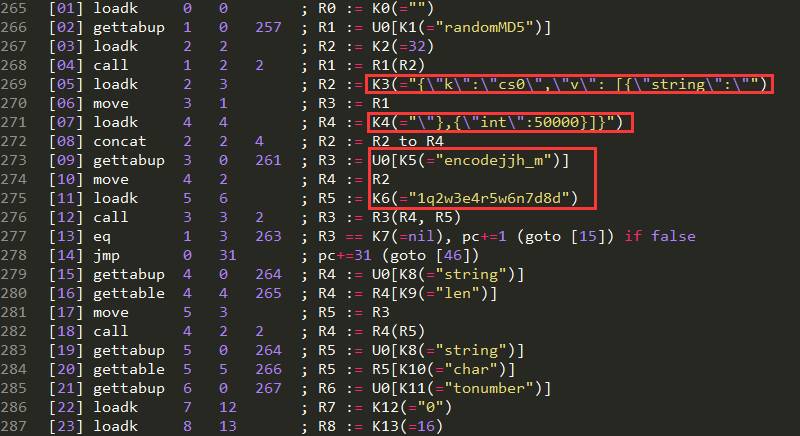 265 [01] loadk 0 0 ; R0 := K0(="")
266 [02] gettabup 1 0 257 ; R1 := U0[K1(="randomMD5")]
267 [03] loadk 2 2 ; R2 := K2(=32)
268 [04] call 1 2 2 ; R1 := R1(R2)
269 [05] loadk 2 3 ; R2 := K3(="{\"k\":\"cs0\",\"v\": [{\"string\":\"")
270 [06] move 3 1 ; R3 := R1
271 [07] loadk 4 4 ; R4 := K4(="\"},{\"int\":50000}]}")
272 [08] concat 2 2 4 ; R2 := R2 to R4
273 [09] gettabup 3 0 261 ; R3 := U0[K5(="encodejjh_m")]
274 [10] move 4 2 ; R4 := R2
275 [11] loadk 5 6 ; R5 := K6(="1q2w3e4r5w6n7d8d")
276 [12] call 3 3 2 ; R3 := R3(R4, R5)
277 [13] eq 1 3 263 ; R3 == K7(=nil), pc+=1 (goto [15]) if false
278 [14] jmp 0 31 ; pc+=31 (goto [46])
279 [15] gettabup 4 0 264 ; R4 := U0[K8(="string")]
280 [16] gettable 4 4 265 ; R4 := R4[K9(="len")]
281 [17] move 5 3 ; R5 := R3
282 [18] call 4 2 2 ; R4 := R4(R5)
283 [19] gettabup 5 0 264 ; R5 := U0[K8(="string")]
284 [20] gettable 5 5 266 ; R5 := R5[K10(="char")]
285 [21] gettabup 6 0 267 ; R6 := U0[K11(="tonumber")]
286 [22] loadk 7 12 ; R7 := K12(="0")
287 [23] loadk 8 13 ; R8 := K13(=16)